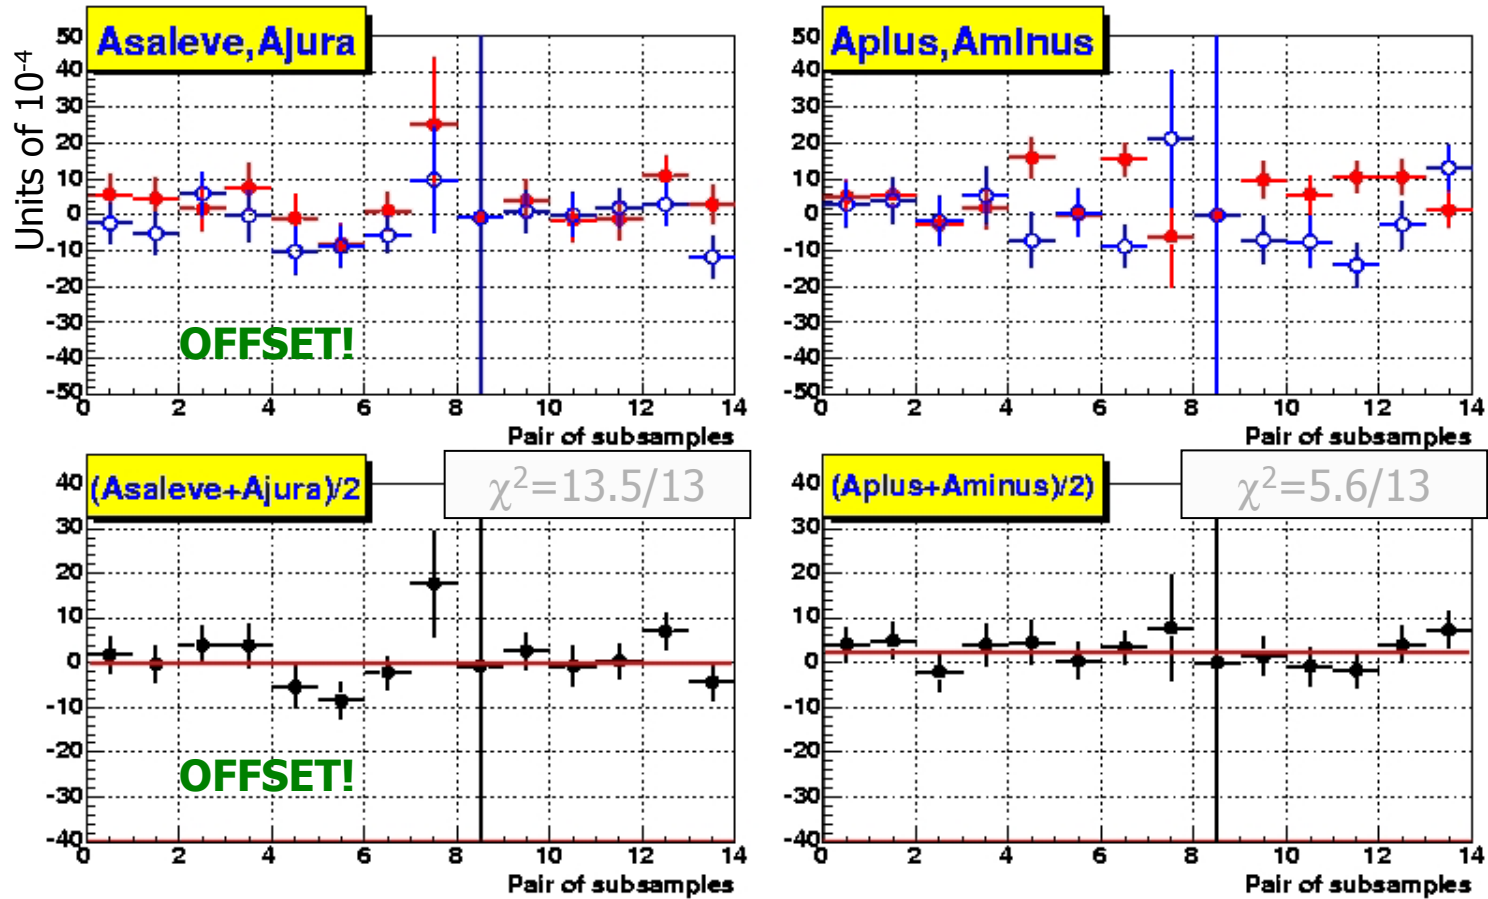 Units of 10-4
Asaleve,Ajura
50
40
30
20
10
0
-10
-20
-30
-40
-50
OFFSET!
0 2 4 6 8 10 12 14
Pair of subsamples
Aplus,Aminus
50
40
30
20
10
0
-10
-20
-30
-40
-50
0 2 4 6 8 10 12 14
Pair of subsamples
(Asaleve+Ajura)/2
χ2=13.5/13
40
30
20
10
0
-10
-20
-30
-40
OFFSET!
0 2 4 6 8 10 12 14
Pair of subsamples
(Aplus+Aminus)/2)
χ2=5.6/13
40
30
20
10
0
-10
-20
-30
-40
0 2 4 6 8 10 12 14
Pair of subsamples